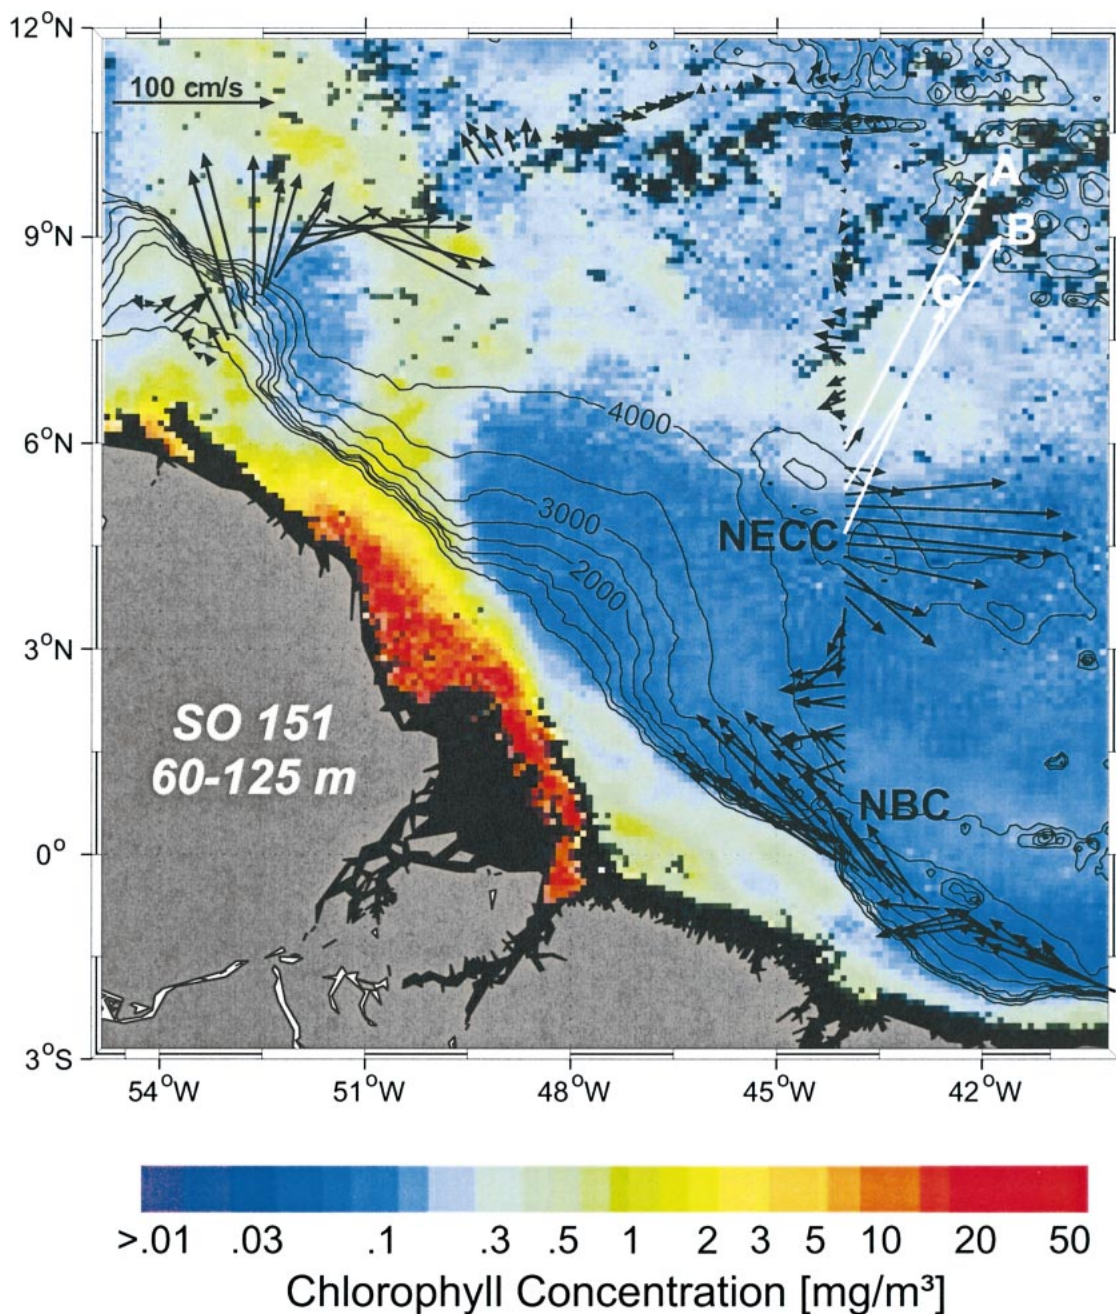 12°N
100 cm/s
A
9°N
B
C
4000
6°N
3000
NECC
2000
3°N
SO 151
60-125 m
NBC
0°
3°S
54°W 51°W 48°W 45°W 42°W
>.01 .03 .1 .3 .5 1 2 3 5 10 20 50
Chlorophyll Concentration [mg/m³]